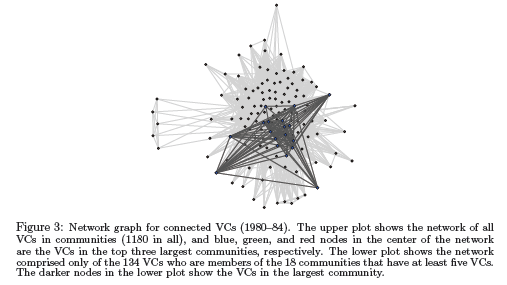 Figure 3: Network graph for connected VCs (1980–84). The upper plot shows the network of all
VCs in communities (1180 in all), and blue, green, and red nodes in the center of the network
are the VCs in the top three largest communities, respectively. The lower plot shows the network
comprised only of the 134 VCs who are members of the 18 communities that have at least five VCs.
The darker nodes in the lower plot show the VCs in the largest community.